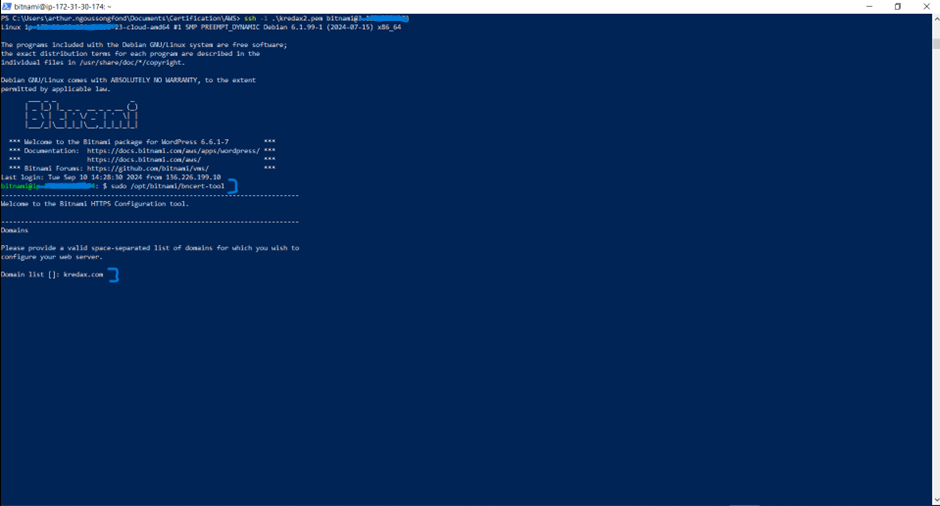 bitnami@ip-172-31-30-174: ~
PS C:\Users\arthur.ngoussongfond\Documents\Certification\AWS> ssh -i .\kredax2.pem bitnami@3.
Linux ip- 23-cloud-amd64 #1 SMP PREEMPT_DYNAMIC Debian 6.1.99-1 (2024-07-15) x86_64
The programs included with the Debian GNU/Linux system are free software;
the exact distribution terms for each program are described in the
individual files in /usr/share/doc/*/copyright.
Debian GNU/Linux comes with ABSOLUTELY NO WARRANTY, to the extent
permitted by applicable law.
Bitnami
*** Welcome to the Bitnami package for WordPress 6.6.1-7 ***
*** Documentation: https://docs.bitnami.com/aws/apps/wordpress/ ***
*** https://docs.bitnami.com/aws/ ***
*** Bitnami Forums: https://github.com/bitnami/vms/ ***
Last login: Tue Sep 10 14:28:30 2024 from 136.226.199.10
bitnami@ip- 4: $ sudo /opt/bitnami/bncert-tool
----------------------------------------------------------------------------
Welcome to the Bitnami HTTPS Configuration tool.
----------------------------------------------------------------------------
Domains
Please provide a valid space-separated list of domains for which you wish to
configure your web server.
Domain list []: kredax.com